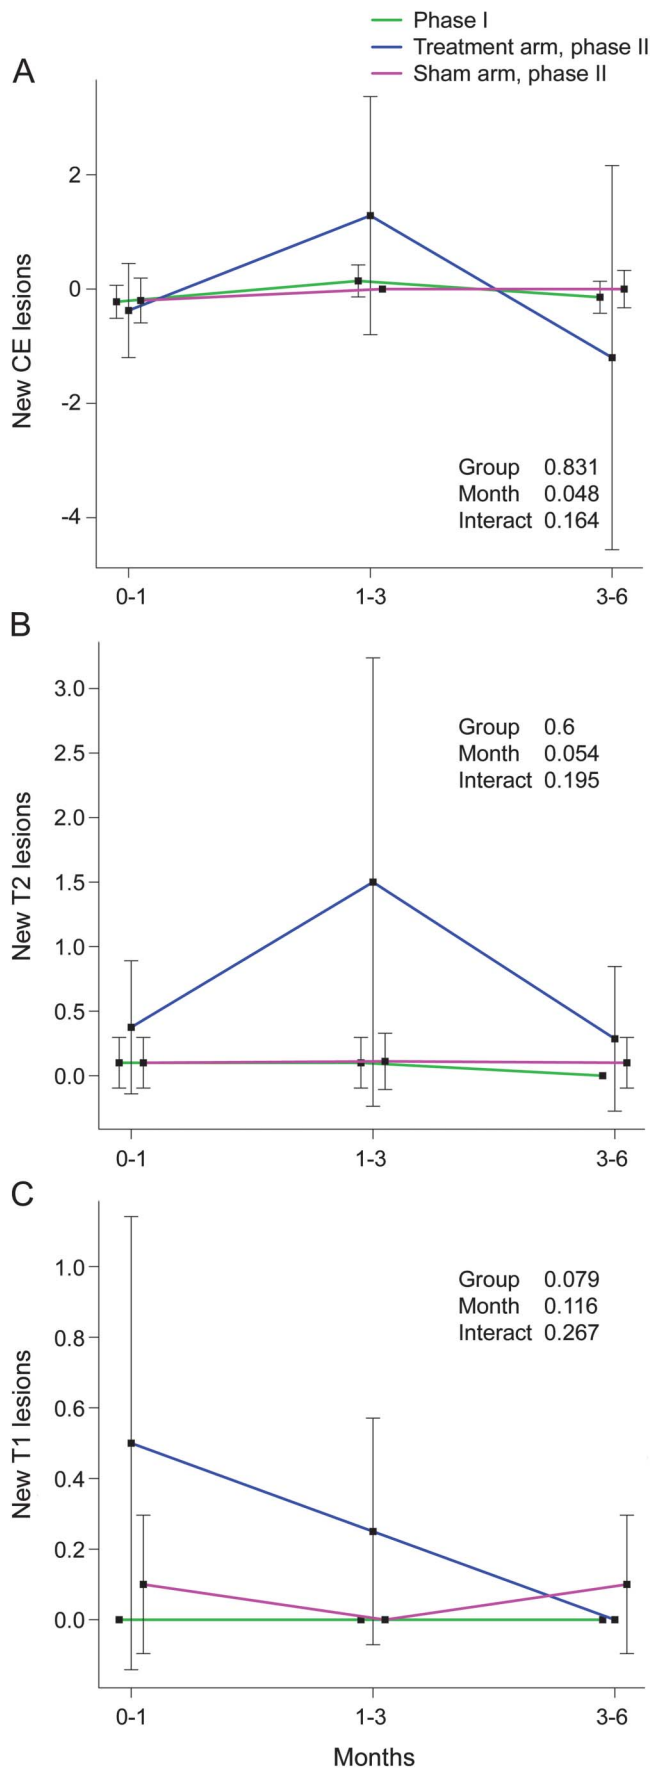 Phase I
Treatment arm, phase II
Sham arm, phase II
A
New CE lesions
2
0
-2
-4
Group 0.831
Month 0.048
Interact 0.164
0-1 1-3 3-6
B
New T2 lesions
3.0
2.5
2.0
1.5
1.0
0.5
0.0
Group 0.6
Month 0.054
Interact 0.195
0-1 1-3 3-6
C
New T1 lesions
1.0
0.8
0.6
0.4
0.2
0.0
Group 0.079
Month 0.116
Interact 0.267
0-1 1-3 3-6
Months